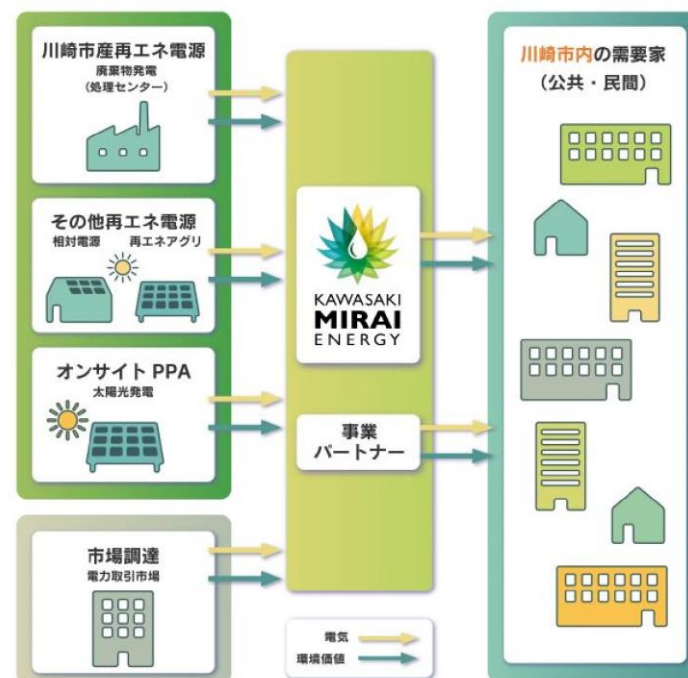 川崎市産再エネ電源
廃棄物発電
(処理センター)
その他再エネ電源
相対電源 再エネアグリ
オンサイト PPA
太陽光発電
市場調達
電力取引市場
KAWASAKI
MIRAI
ENERGY
事業
パートナー
電気
環境価値
川崎市内の需要家
(公共・民間)